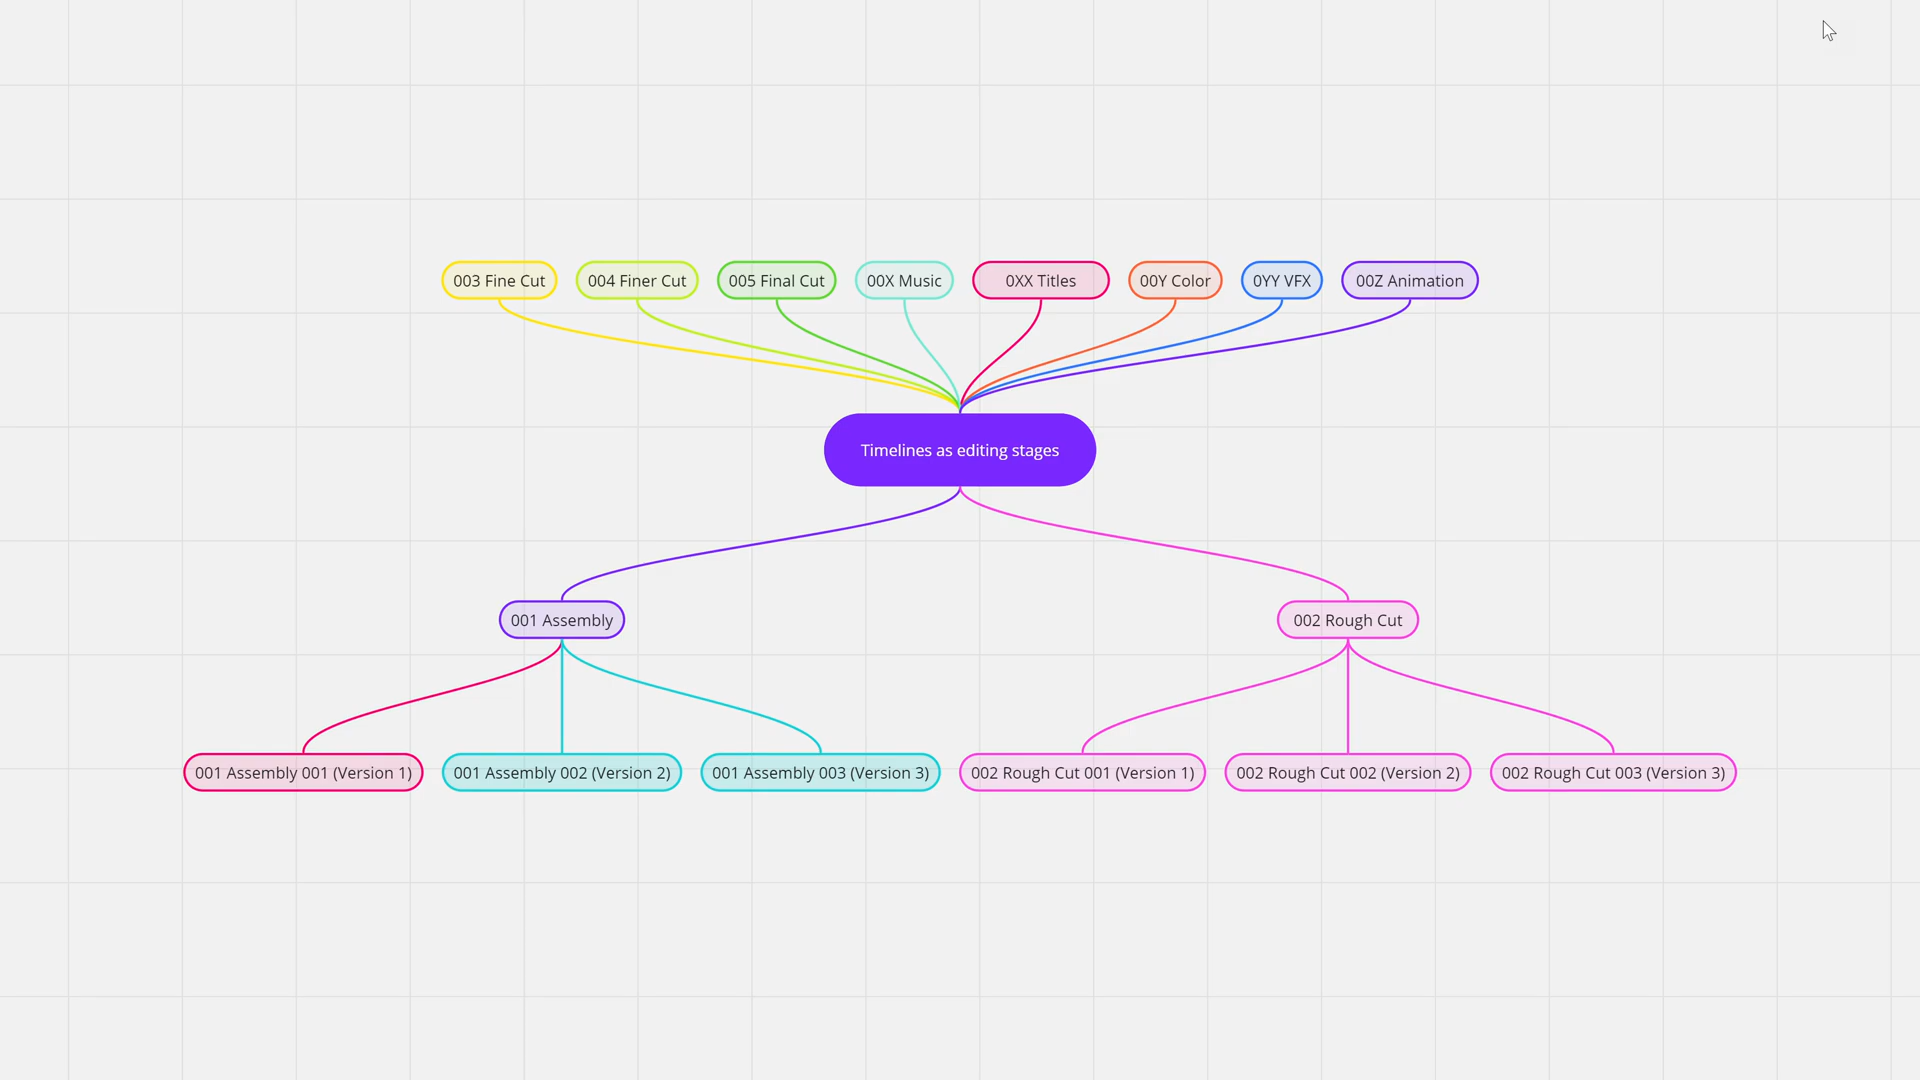 003 Fine Cut
004 Finer Cut
005 Final Cut
00X Music
0XX Titles
00Y Color
0YY VFX
00Z Animation
Timelines as editing stages
001 Assembly
002 Rough Cut
001 Assembly 001 (Version 1)
001 Assembly 002 (Version 2)
001 Assembly 003 (Version 3)
002 Rough Cut 001 (Version 1)
002 Rough Cut 002 (Version 2)
002 Rough Cut 003 (Version 3)